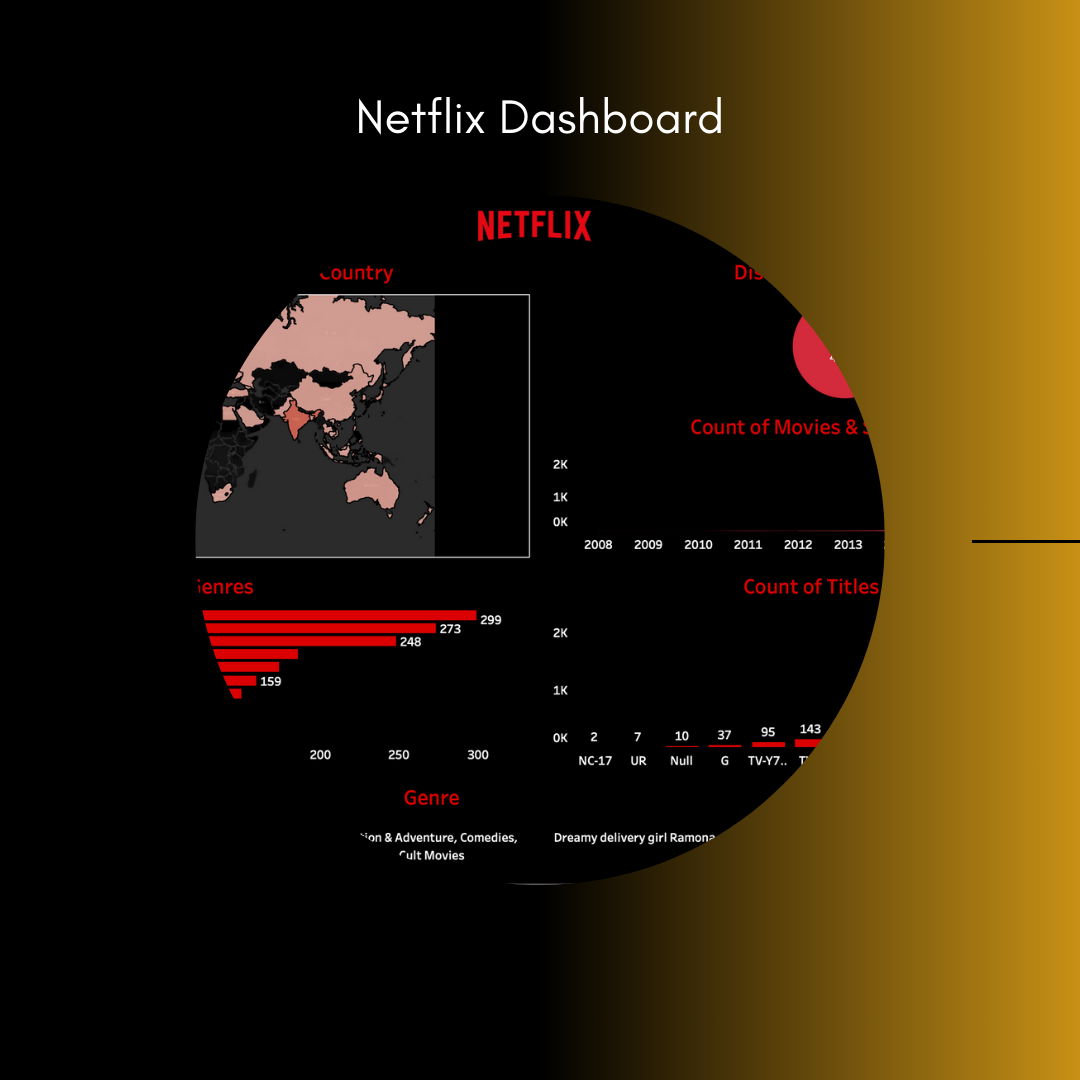 Netflix Dashboard
NETFLIX
Country
Count of Movies &
2K
1K
0K
2008 2009 2010 2011 2012 2013
Genres
299
273
248
159
200 250 300
Count of Titles
2K
1K
0K
2 7 10 37 95 143
NC-17 UR Null G TV-Y7..
Genre
& Adventure, Comedies,
Cult Movies
Dreamy delivery girl Ramona